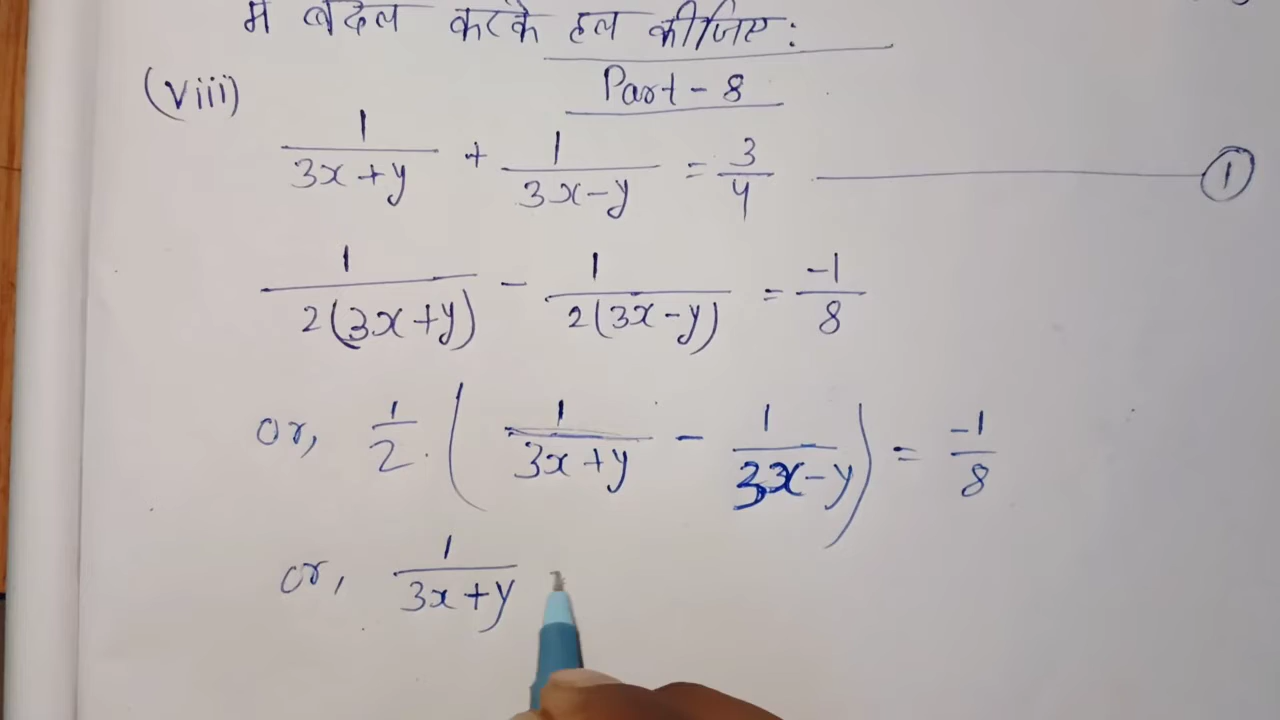 में बदल करके हल कीजिए:
Part - 8
(viii) 1/(3x+y) + 1/(3x-y) = 3/4 ——— ①
1/(2(3x+y)) - 1/(2(3x-y)) = -1/8
or, 1/2 . (1/(3x+y) - 1/(3x-y)) = -1/8
or, 1/(3x+y)